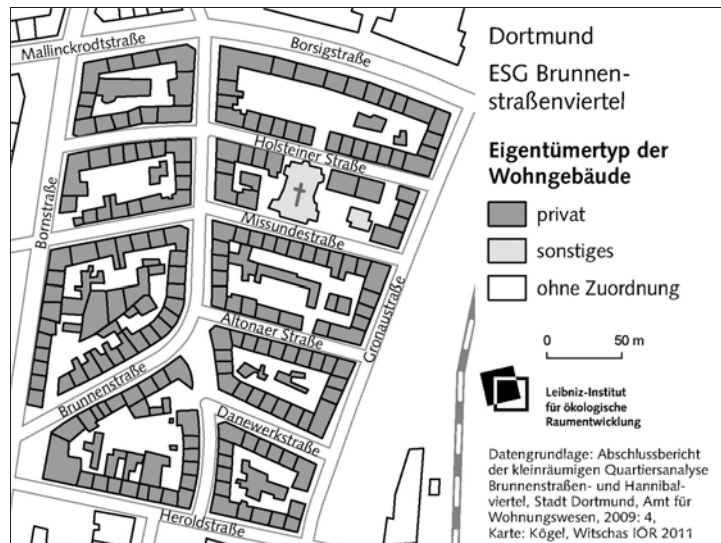 Mallinckrodtstraße
Borsigstraße
Holsteiner Straße
Bornstraße
Missundestraße
Altonaer Straße
Gronaustraße
Brunnenstraße
Danewerkstraße
Heroldstraße
Dortmund
ESG Brunnen-
straßenviertel
Eigentümertyp der
Wohngebäude
privat
sonstiges
ohne Zuordnung
0 50 m
Leibniz-Institut
für ökologische
Raumentwicklung
Datengrundlage: Abschlussbericht
der kleinräumigen Quartiersanalyse
Brunnenstraßen- und Hannibal-
viertel, Stadt Dortmund, Amt für
Wohnungswesen, 2009: 4,
Karte: Kögel, Witschas IÖR 2011